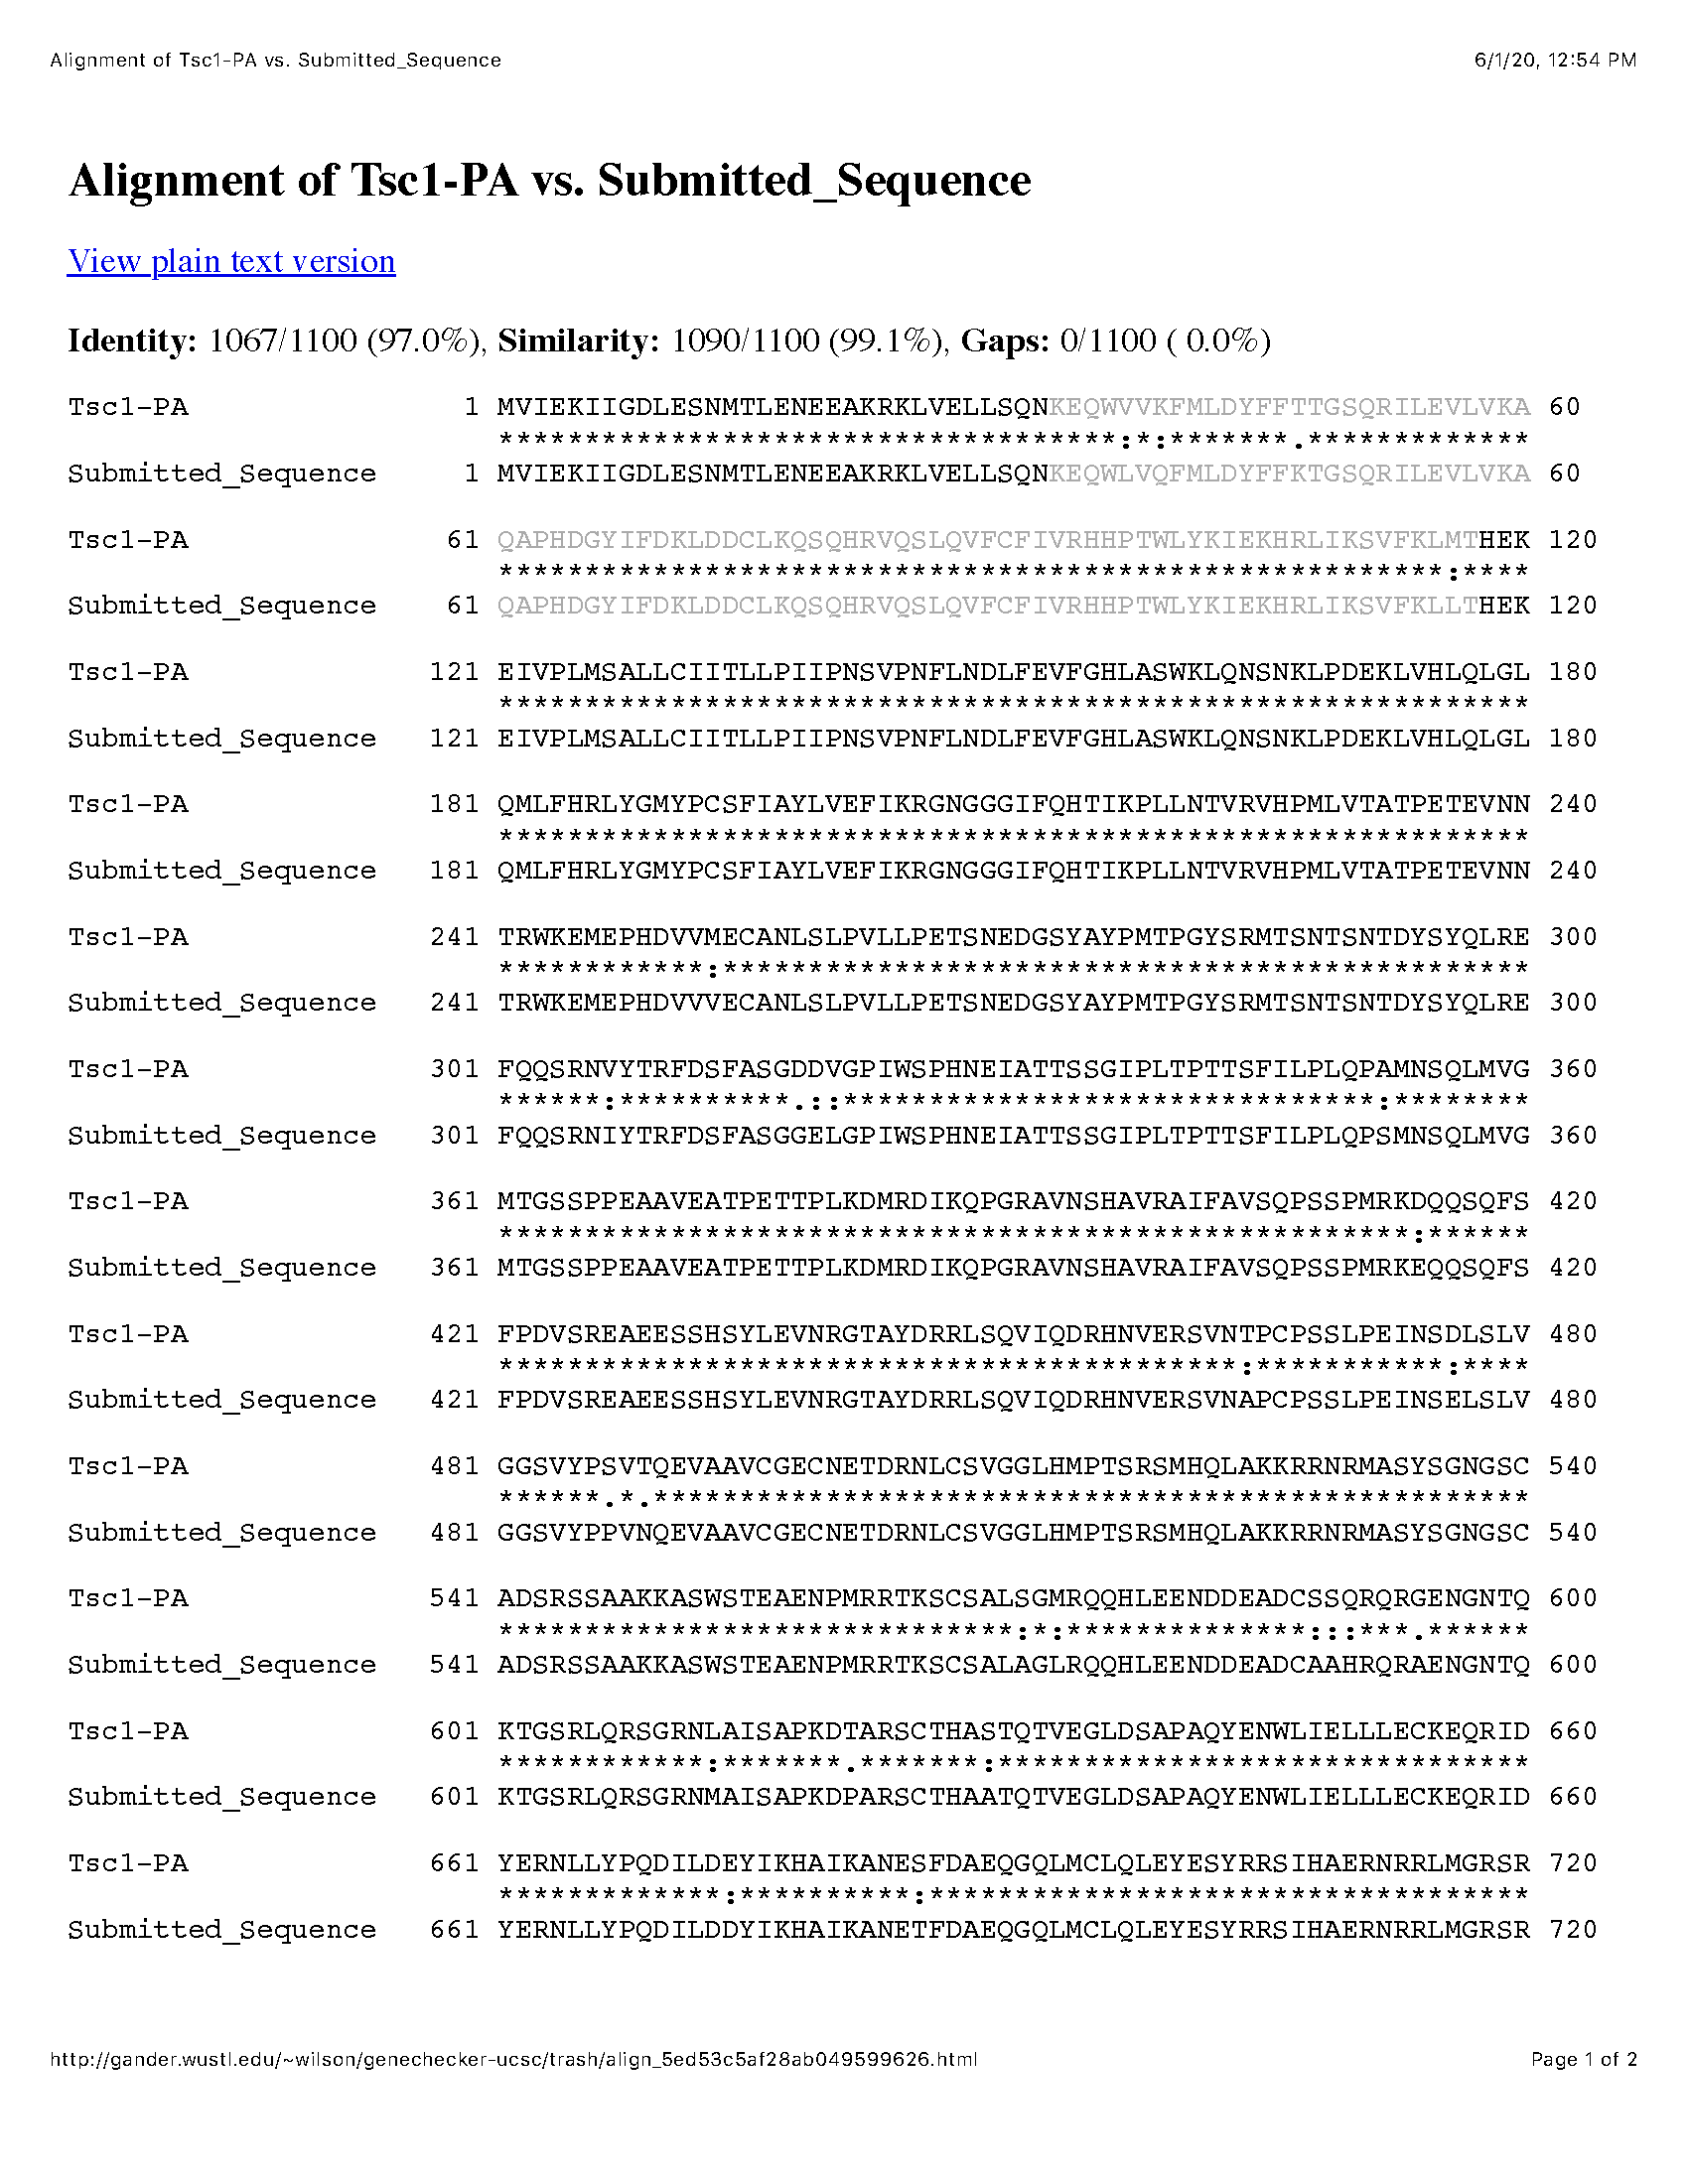 Alignment of Tsc1-PA vs. Submitted_Sequence 6/1/20, 12:54 PM
Alignment of Tsc1-PA vs. Submitted_Sequence
View plain text version
Identity: 1067/1100 (97.0%), Similarity: 1090/1100 (99.1%), Gaps: 0/1100 ( 0.0%)
Tsc1-PA 1 MVIEKIIGDLESNMTLENEEAKRKLVELLSQNKEQWVVKFMLDYFFTTGSQRILEVLVKA 60
************************************:*:*******.*************
Submitted_Sequence 1 MVIEKIIGDLESNMTLENEEAKRKLVELLSQNKEQWLVQFMLDYFFKTGSQRILEVLVKA 60
Tsc1-PA 61 QAPHDGYIFDKLDDCLKQSQHRVQSLQVFCFIVRHHPTWLYKIEKHRLIKSVFKLMTHEK 120
*******************************************************:****
Submitted_Sequence 61 QAPHDGYIFDKLDDCLKQSQHRVQSLQVFCFIVRHHPTWLYKIEKHRLIKSVFKLLTHEK 120
Tsc1-PA 121 EIVPLMSALLCIITLLPIIPNSVPNFLNDLFEVFGHLASWKLQNSNKLPDEKLVHLQLGL 180
************************************************************
Submitted_Sequence 121 EIVPLMSALLCIITLLPIIPNSVPNFLNDLFEVFGHLASWKLQNSNKLPDEKLVHLQLGL 180
Tsc1-PA 181 QMLFHRLYGMYPCSFIAYLVEFIKRGNGGGIFQHTIKPLLNTVRVHPMLVTATPETEVNN 240
************************************************************
Submitted_Sequence 181 QMLFHRLYGMYPCSFIAYLVEFIKRGNGGGIFQHTIKPLLNTVRVHPMLVTATPETEVNN 240
Tsc1-PA 241 TRWKEMEPHDVVMECANLSLPVLLPETSNEDGSYAYPMTPGYSRMTSNTSNTDYSYQLRE 300
************:***********************************************
Submitted_Sequence 241 TRWKEMEPHDVVVECANLSLPVLLPETSNEDGSYAYPMTPGYSRMTSNTSNTDYSYQLRE 300
Tsc1-PA 301 FQQSRNVYTRFDSFASGDDVGPIWSPHNEIATTSSGIPLTPTTSFILPLQPAMNSQLMVG 360
******:**********.::*******************************:********
Submitted_Sequence 301 FQQSRNIYTRFDSFASGGELGPIWSPHNEIATTSSGIPLTPTTSFILPLQPSMNSQLMVG 360
Tsc1-PA 361 MTGSSPPEAAVEATPETTPLKDMRDIKQPGRAVNSHAVRAIFAVSQPSSPMRKDQQSQFS 420
*****************************************************:******
Submitted_Sequence 361 MTGSSPPEAAVEATPETTPLKDMRDIKQPGRAVNSHAVRAIFAVSQPSSPMRKEQQSQFS 420
Tsc1-PA 421 FPDVSREAEESSHSYLEVNRGTAYDRRLSQVIQDRHNVERSVNTPCPSSLPEINSDLSLV 480
*******************************************:***********:****
Submitted_Sequence 421 FPDVSREAEESSHSYLEVNRGTAYDRRLSQVIQDRHNVERSVNAPCPSSLPEINSELSLV 480
Tsc1-PA 481 GGSVYPSVTQEVAAVCGECNETDRNLCSVGGLHMPTSRSMHQLAKKRRNRMASYSGNGSC 540
******.*.***************************************************
Submitted_Sequence 481 GGSVYPPVNQEVAAVCGECNETDRNLCSVGGLHMPTSRSMHQLAKKRRNRMASYSGNGSC 540
Tsc1-PA 541 ADSRSSAAKKASWSTEAENPMRRTKSCSALSGMRQQHLEENDDEADCSSQRQRGENGNTQ 600
******************************:*:**************:::***.******
Submitted_Sequence 541 ADSRSSAAKKASWSTEAENPMRRTKSCSALAGLRQQHLEENDDEADCAAHRQRAENGNTQ 600
Tsc1-PA 601 KTGSRLQRSGRNLAISAPKDTARSCTHASTQTVEGLDSAPAQYENWLIELLLECKEQRID 660
************:*******.*******:*******************************
Submitted_Sequence 601 KTGSRLQRSGRNMAISAPKDPARSCTHAATQTVEGLDSAPAQYENWLIELLLECKEQRID 660
Tsc1-PA 661 YERNLLYPQDILDEYIKHAIKANESFDAEQGQLMCLQLEYESYRRSIHAERNRRLMGRSR 720
*************:**********:***********************************
Submitted_Sequence 661 YERNLLYPQDILDDYIKHAIKANETFDAEQGQLMCLQLEYESYRRSIHAERNRRLMGRSR 720
http://gander.wustl.edu/~wilson/genechecker-ucsc/trash/align_5ed53c5af28ab049599626.html Page 1 of 2